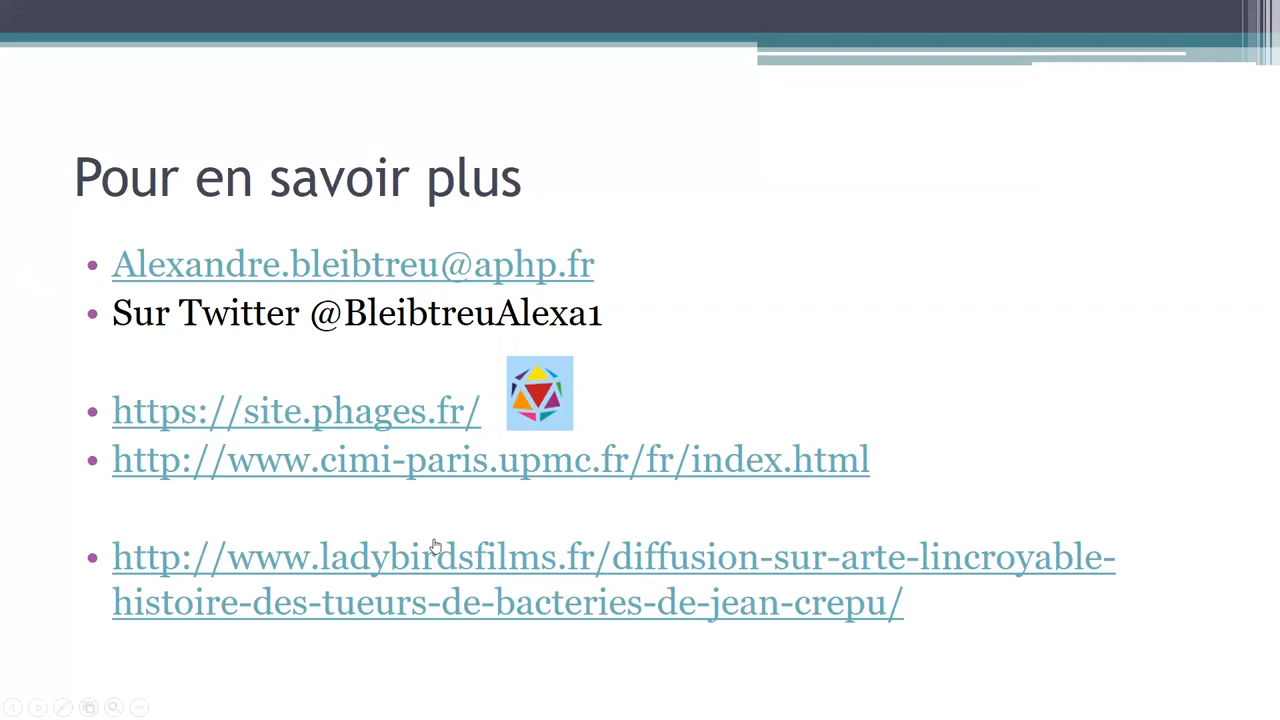 Pour en savoir plus
• Alexandre.bleibtreu@aphp.fr
• Sur Twitter @BleibtreuAlexa1
• https://site.phages.fr/
• http://www.cimi-paris.upmc.fr/fr/index.html
• http://www.ladybirdsfilms.fr/diffusion-sur-arte-lincroyable-
histoire-des-tueurs-de-bacteries-de-jean-crepu/